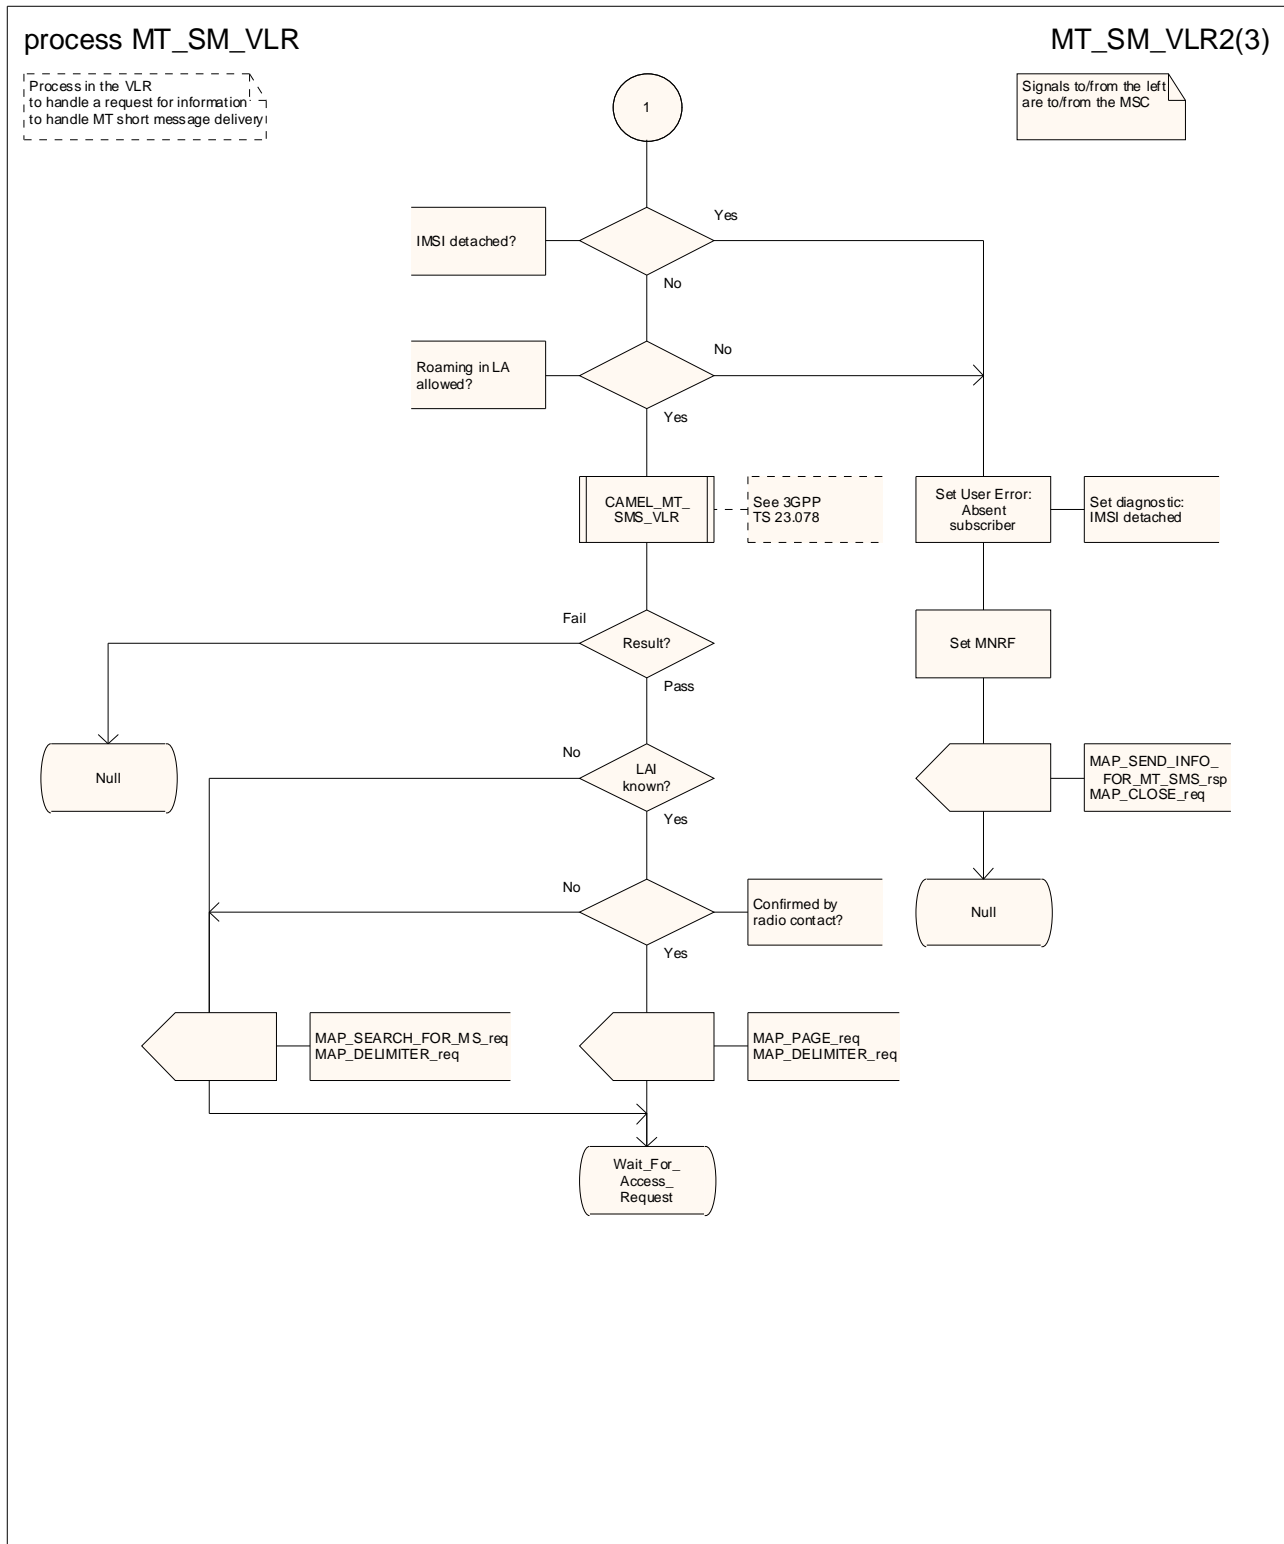 process MT_SM_VLR
MT_SM_VLR2(3)
Process in the VLR
to handle a request for information
to handle MT short message delivery
Signals to/from the left
are to/from the MSC
1
IMSI detached?
Yes
No
Roaming in LA
allowed?
No
Yes
CAMEL_MT_
SMS_VLR
See 3GPP
TS 23.078
Set User Error:
Absent
subscriber
Set diagnostic:
IMSI detached
Fail
Result?
Pass
Set MNRF
Null
No
LAI
known?
Yes
MAP_SEND_INFO_
FOR_MT_SMS_rsp
MAP_CLOSE_req
No
Confirmed by
radio contact?
Yes
Null
MAP_SEARCH_FOR_MS_req
MAP_DELIMITER_req
MAP_PAGE_req
MAP_DELIMITER_req
Wait_For_
Access_
Request